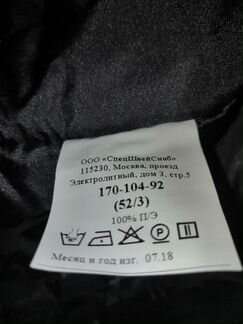 ООО «СпецШвейСнаб»
115230, Москва, проезд
Электролитный, дом 3, стр.5
170-104-92
(52/3)
100% П/Э
Месяц и год изг. 07.18